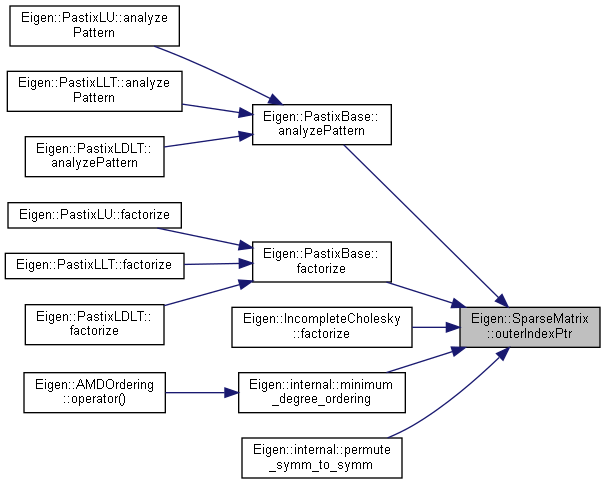 Eigen::PastixLU::analyze
Pattern
Eigen::PastixLLT::analyze
Pattern
Eigen::PastixLDLT::
analyzePattern
Eigen::PastixBase::
analyzePattern
Eigen::PastixLU::factorize
Eigen::PastixLLT::factorize
Eigen::PastixLDLT::
factorize
Eigen::PastixBase::
factorize
Eigen::IncompleteCholesky
::factorize
Eigen::SparseMatrix
::outerIndexPtr
Eigen::AMDOrdering
::operator()
Eigen::internal::minimum
_degree_ordering
Eigen::internal::permute
_symm_to_symm